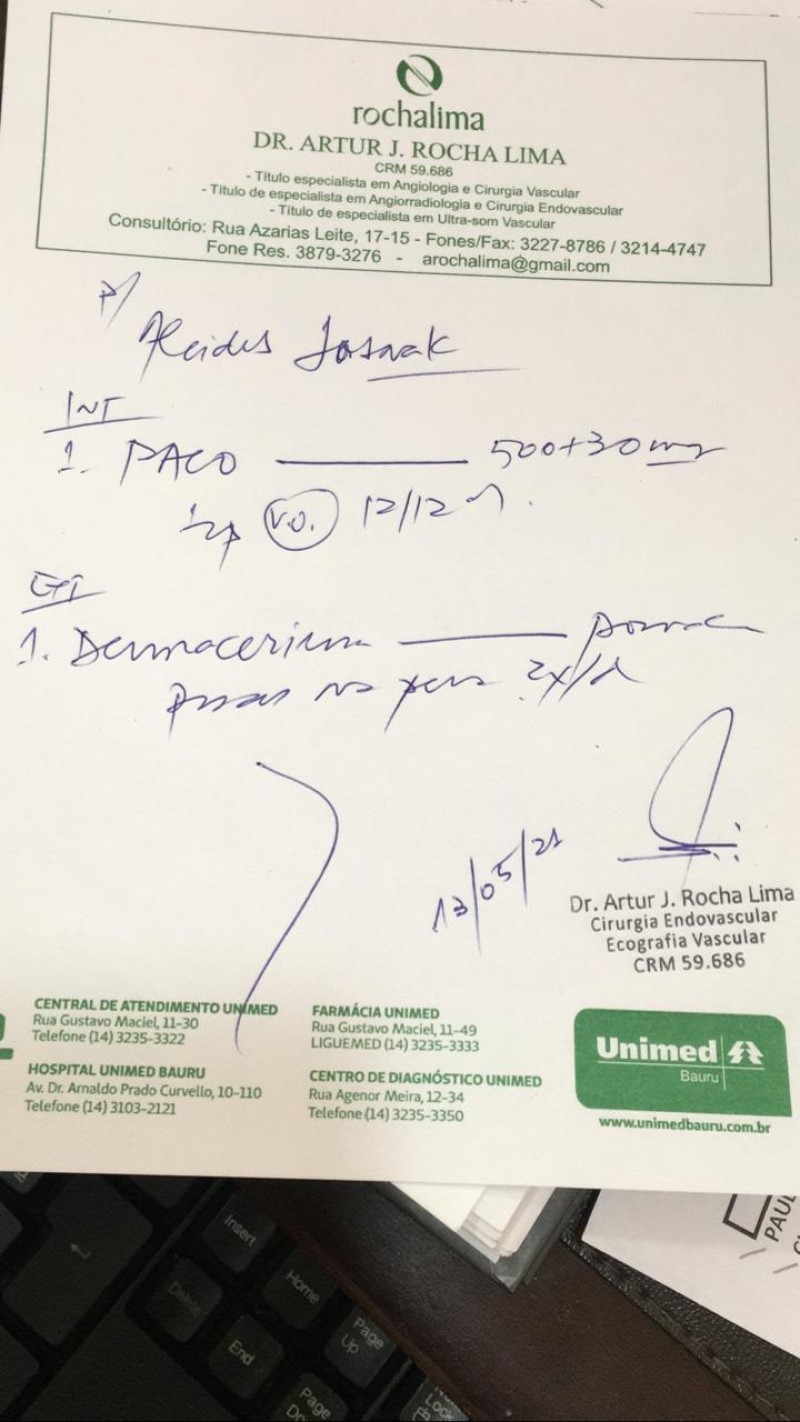 rochalima
DR. ARTUR J. ROCHA LIMA
CRM 59.686
- Título especialista em Angiologia e Cirurgia Vascular
- Título de especialista em Angiorradiologia e Cirurgia Endovascular
- Título de especialista em Ultra-som Vascular
Consultório: Rua Azarias Leite, 17-15 - Fones/Fax: 3227-8786 / 3214-4747
Fone Res. 3879-3276 - arochalima@gmail.com
P/
Alcides
INT
1. PACO 500+30mg
V.O. 12/12
EXT
1. Dermacerium pomada
Passar 2x/d
13/05/21
Dr. Artur J. Rocha Lima
Cirurgia Endovascular
Ecografia Vascular
CRM 59.686
CENTRAL DE ATENDIMENTO UNIMED
Rua Gustavo Maciel, 11-30
Telefone (14) 3235-3322
HOSPITAL UNIMED BAURU
Av. Dr. Arnaldo Prado Curvello, 10-110
Telefone (14) 3103-2121
FARMÁCIA UNIMED
Rua Gustavo Maciel, 11-49
LIGUEMED (14) 3235-3333
CENTRO DE DIAGNÓSTICO UNIMED
Rua Agenor Meira, 12-34
Telefone (14) 3235-3350
Unimed
Bauru
www.unimedbauru.com.br
Insert
Home
Page Up
Delete
End
Page
Lock
PAUL